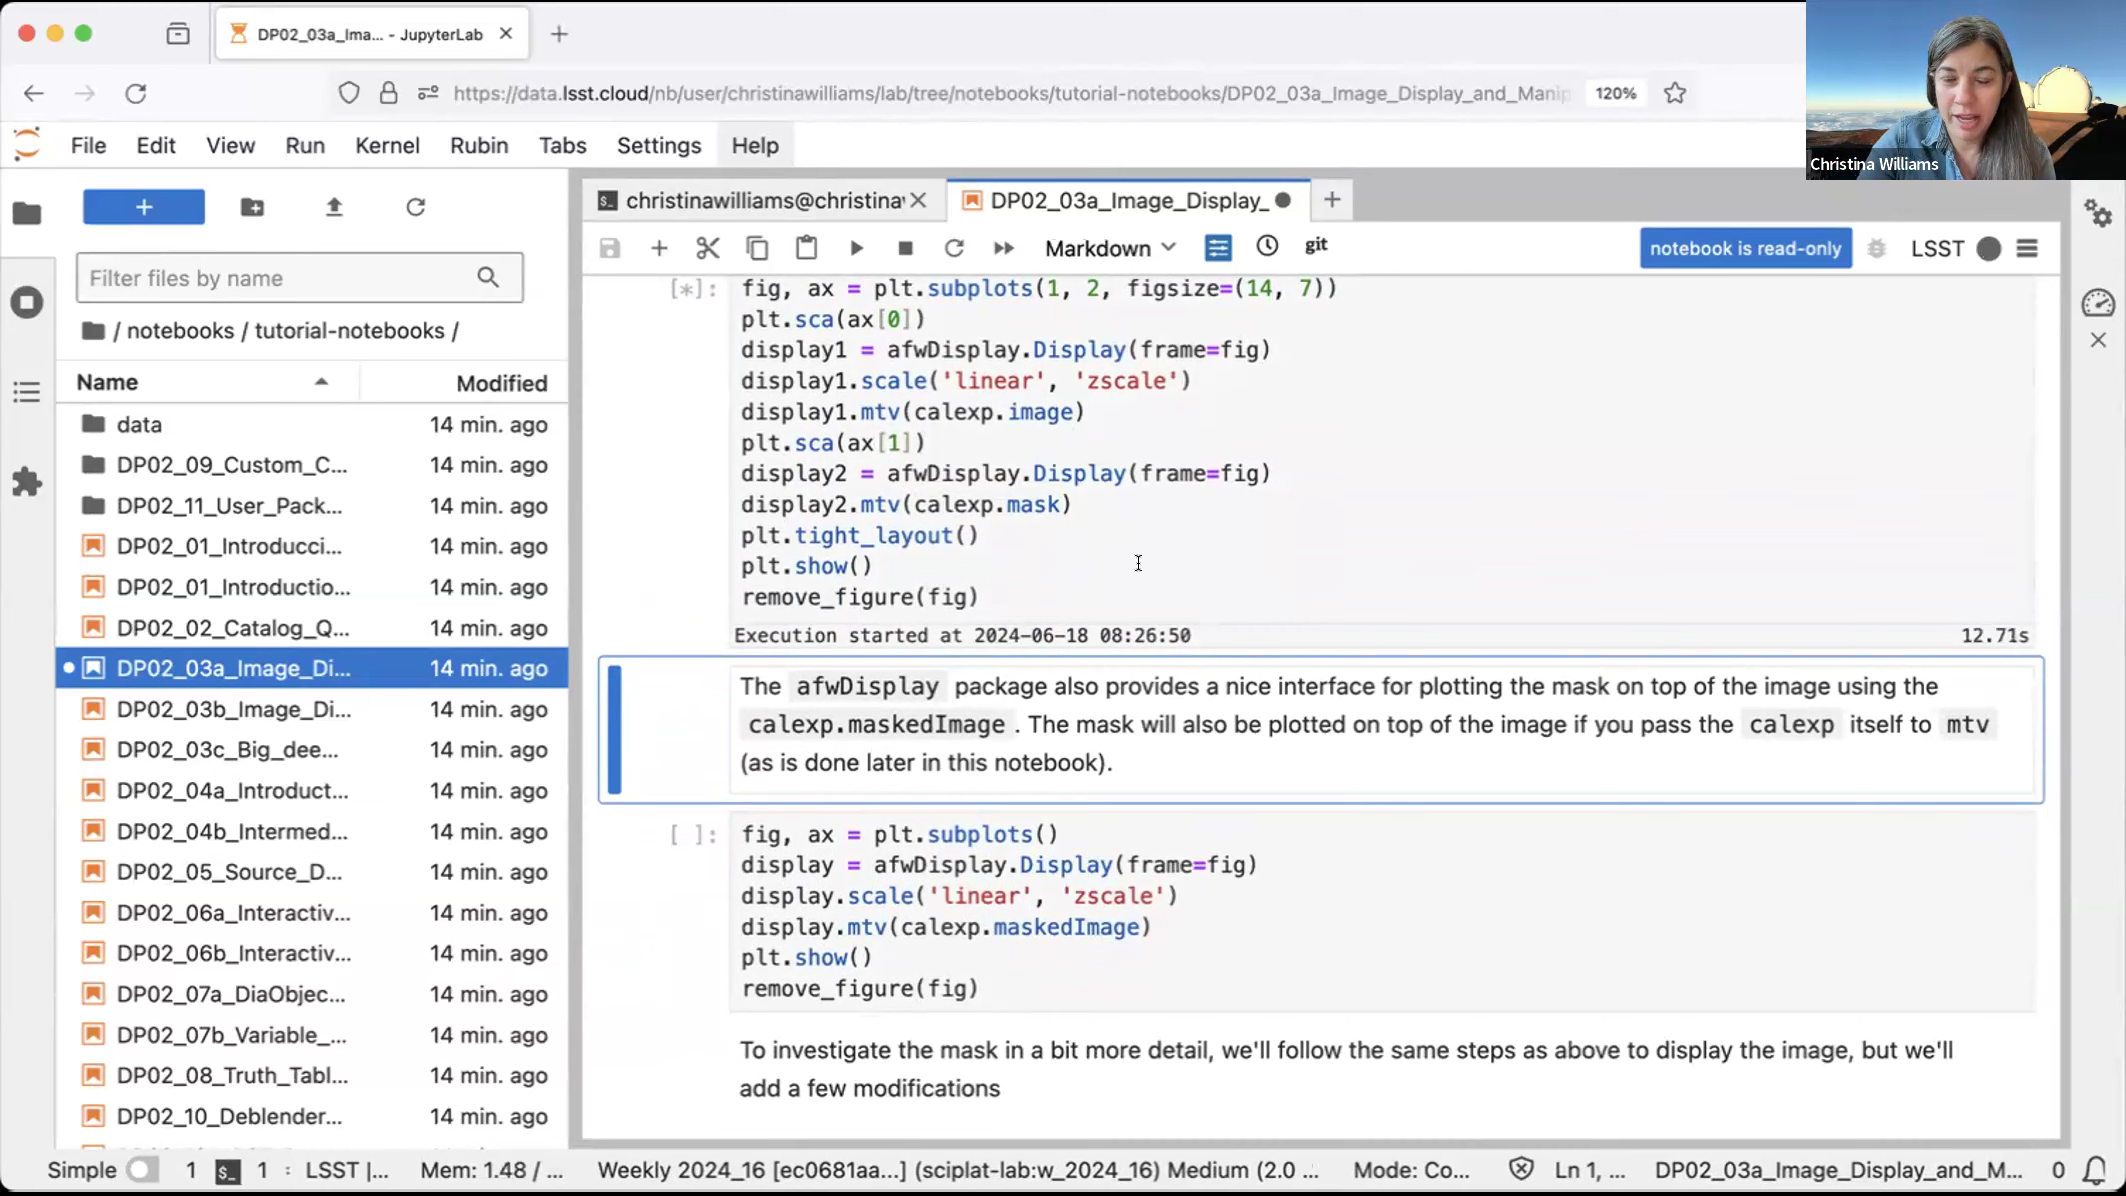 DP02_03a_Ima... - JupyterLab
https://data.lsst.cloud/nb/user/christinawilliams/lab/tree/notebooks/tutorial-notebooks/DP02_03a_Image_Display_and_Manip
120%
Christina Williams
File Edit View Run Kernel Rubin Tabs Settings Help
christinawilliams@christina
DP02_03a_Image_Display_
Markdown
git
notebook is read-only
LSST
Filter files by name
/ notebooks / tutorial-notebooks /
Name Modified
data 14 min. ago
DP02_09_Custom_C... 14 min. ago
DP02_11_User_Pack... 14 min. ago
DP02_01_Introducci... 14 min. ago
DP02_01_Introductio... 14 min. ago
DP02_02_Catalog_Q... 14 min. ago
DP02_03a_Image_Di... 14 min. ago
DP02_03b_Image_Di... 14 min. ago
DP02_03c_Big_dee... 14 min. ago
DP02_04a_Introduct... 14 min. ago
DP02_04b_Intermed... 14 min. ago
DP02_05_Source_D... 14 min. ago
DP02_06a_Interactiv... 14 min. ago
DP02_06b_Interactiv... 14 min. ago
DP02_07a_DiaObjec... 14 min. ago
DP02_07b_Variable_... 14 min. ago
DP02_08_Truth_Tabl... 14 min. ago
DP02_10_Deblender... 14 min. ago
[*]: fig, ax = plt.subplots(1, 2, figsize=(14, 7))
plt.sca(ax[0])
display1 = afwDisplay.Display(frame=fig)
display1.scale('linear', 'zscale')
display1.mtv(calexp.image)
plt.sca(ax[1])
display2 = afwDisplay.Display(frame=fig)
display2.mtv(calexp.mask)
plt.tight_layout()
plt.show()
remove_figure(fig)
Execution started at 2024-06-18 08:26:50 12.71s
The afwDisplay package also provides a nice interface for plotting the mask on top of the image using the
calexp.maskedImage . The mask will also be plotted on top of the image if you pass the calexp itself to mtv
(as is done later in this notebook).
[ ]: fig, ax = plt.subplots()
display = afwDisplay.Display(frame=fig)
display.scale('linear', 'zscale')
display.mtv(calexp.maskedImage)
plt.show()
remove_figure(fig)
To investigate the mask in a bit more detail, we'll follow the same steps as above to display the image, but we'll
add a few modifications
Simple 1 1 LSST |... Mem: 1.48 / ... Weekly 2024_16 [ec0681aa...] (sciplat-lab:w_2024_16) Medium (2.0 ... Mode: Co... Ln 1, ... DP02_03a_Image_Display_and_M... 0